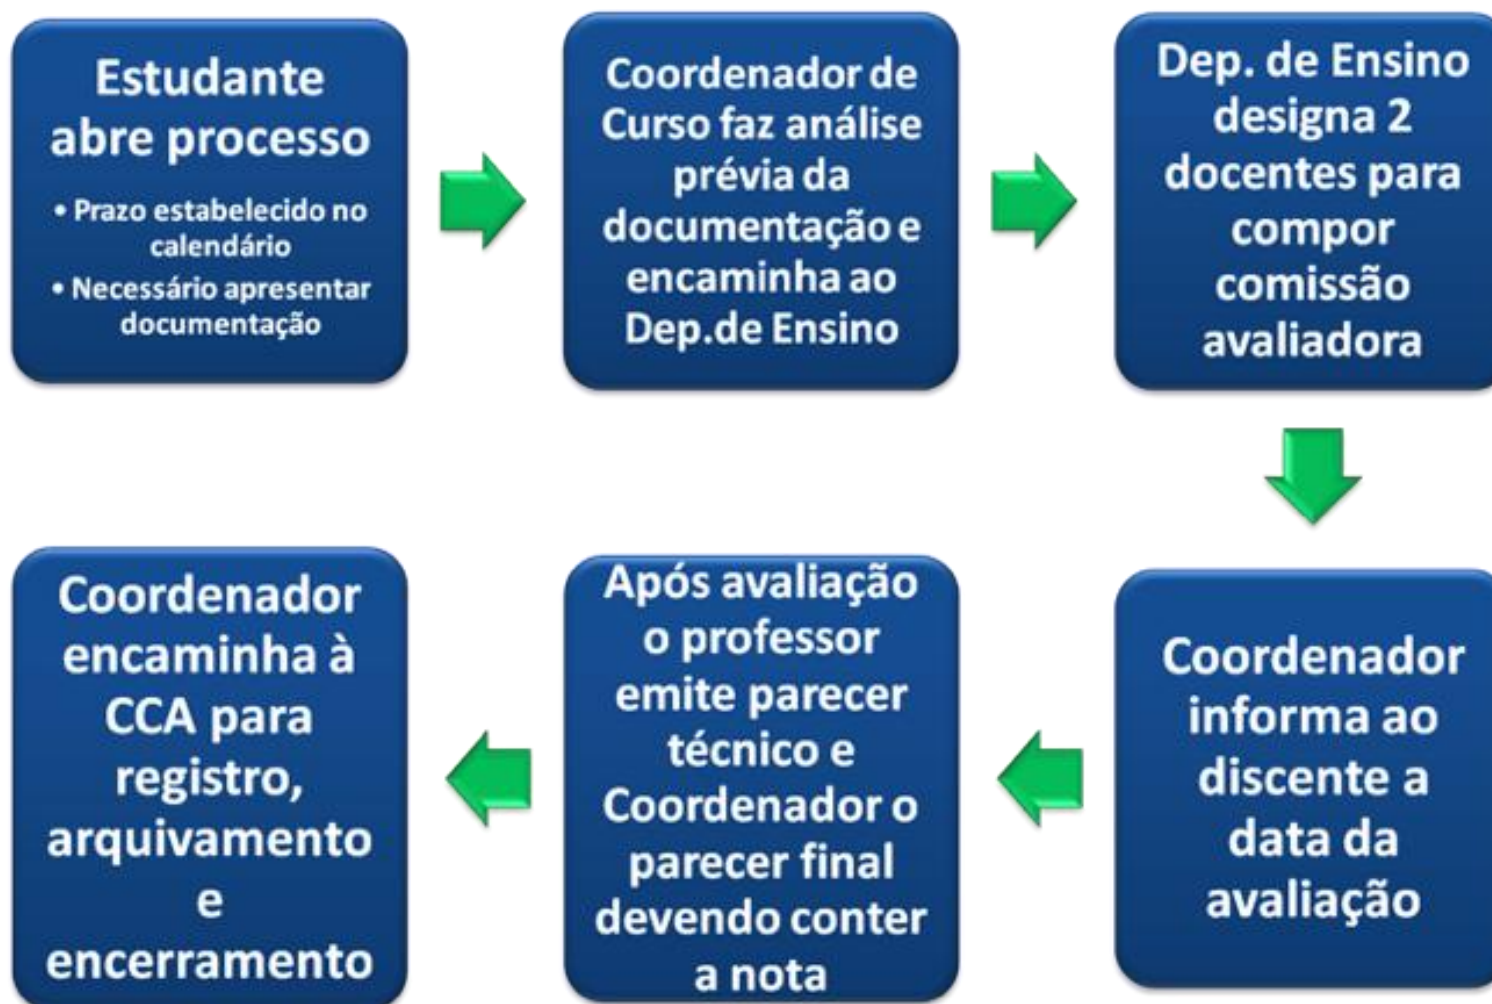 Estudante
abre processo
• Prazo estabelecido no
calendário
• Necessário apresentar
documentação
Coordenador de
Curso faz análise
prévia da
documentação e
encaminha ao
Dep.de Ensino
Dep. de Ensino
designa 2
docentes para
compor
comissão
avaliadora
Coordenador
informa ao
discente a
data da
avaliação
Após avaliação
o professor
emite parecer
técnico e
Coordenador o
parecer final
devendo conter
a nota
Coordenador
encaminha à
CCA para
registro,
arquivamento
e
encerramento